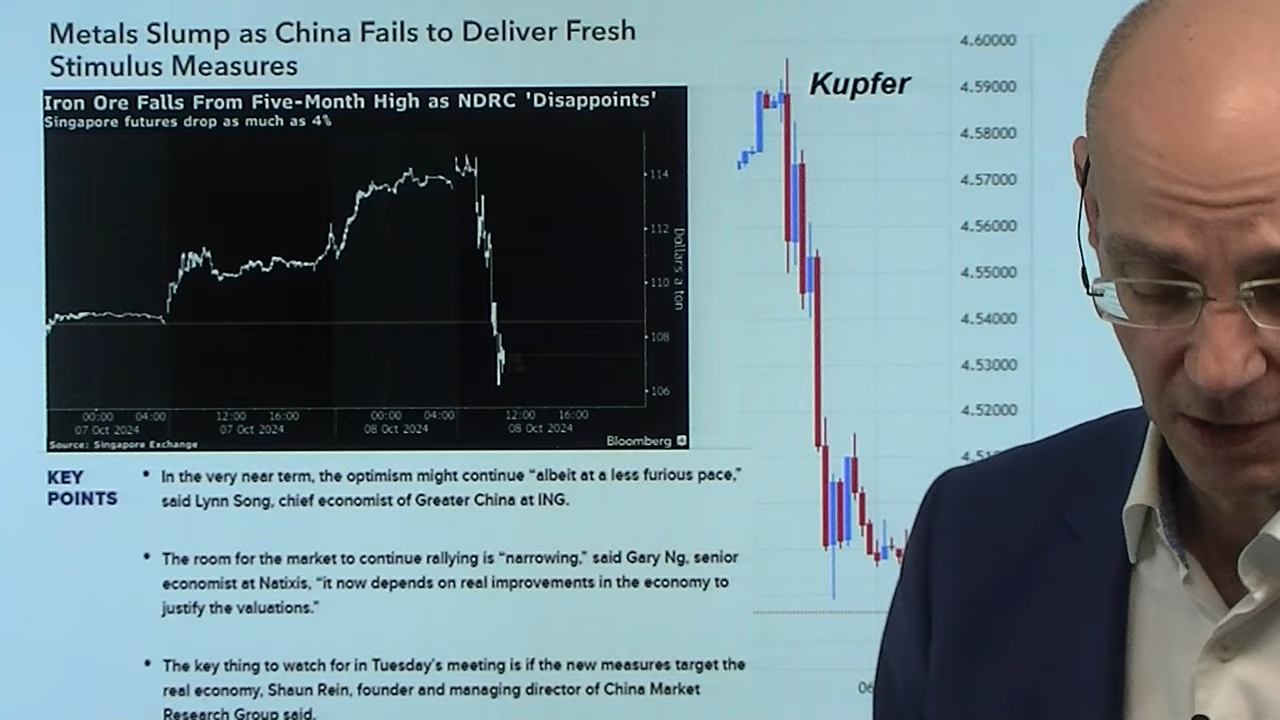 Metals Slump as China Fails to Deliver Fresh
Stimulus Measures
Iron Ore Falls From Five-Month High as NDRC 'Disappoints'
Singapore futures drop as much as 4%
114
112
110
108
106
Dollars a ton
00:00 04:00 12:00 16:00 00:00 04:00 12:00 16:00
07 Oct 2024 07 Oct 2024 08 Oct 2024 08 Oct 2024
Source: Singapore Exchange
Bloomberg
Kupfer
4.60000
4.59000
4.58000
4.57000
4.56000
4.55000
4.54000
4.53000
4.52000
KEY
POINTS
• In the very near term, the optimism might continue “albeit at a less furious pace,”
said Lynn Song, chief economist of Greater China at ING.
• The room for the market to continue rallying is “narrowing,” said Gary Ng, senior
economist at Natixis, “it now depends on real improvements in the economy to
justify the valuations.”
• The key thing to watch for in Tuesday’s meeting is if the new measures target the
real economy, Shaun Rein, founder and managing director of China Market
Research Group said.